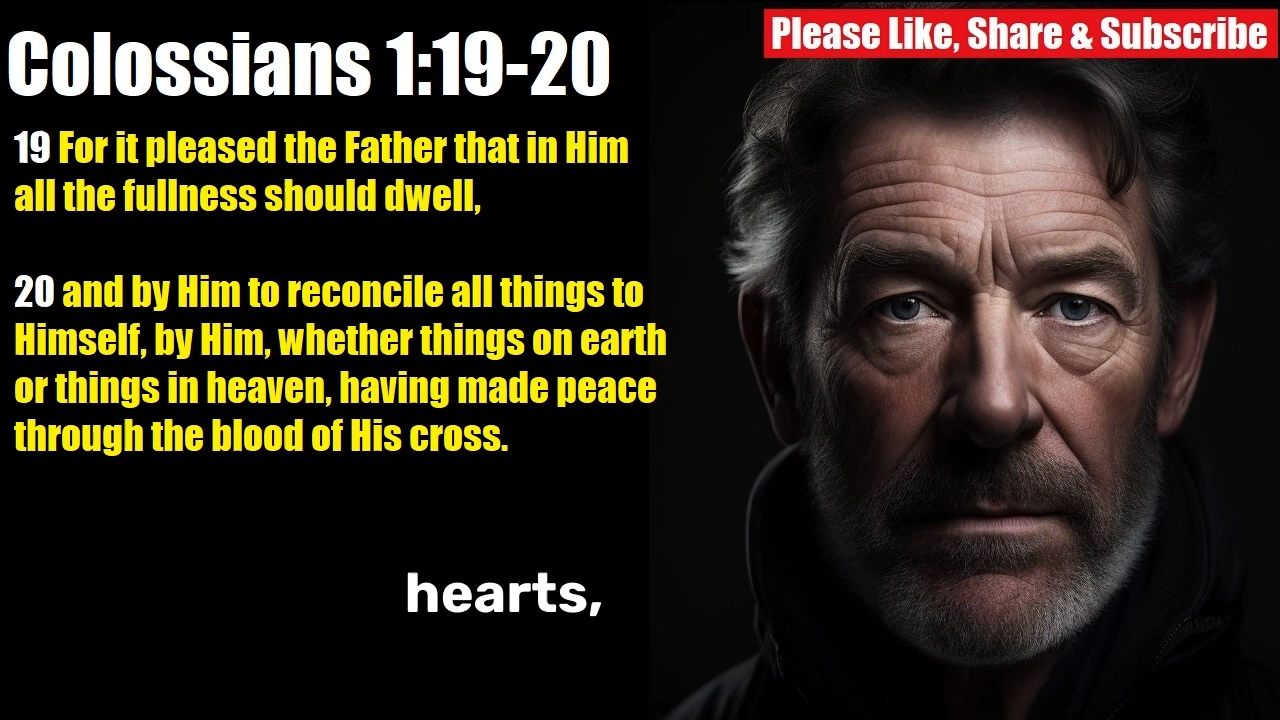 Please Like, Share & Subscribe
Colossians 1:19-20
19 For it pleased the Father that in Him
all the fullness should dwell,
20 and by Him to reconcile all things to
Himself, by Him, whether things on earth
or things in heaven, having made peace
through the blood of His cross.
hearts,